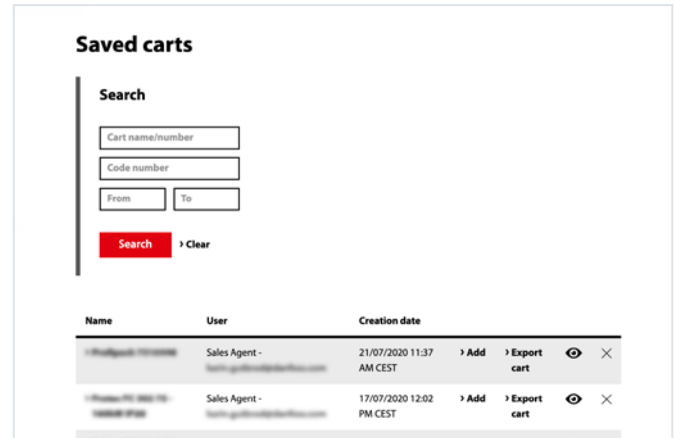 Saved carts
Search
Cart name/number
Code number
From To
Search › Clear
Name User Creation date
Sales Agent - 21/07/2020 11:37 › Add › Export
AM CEST cart
Sales Agent - 17/07/2020 12:02 › Add › Export
PM CEST cart